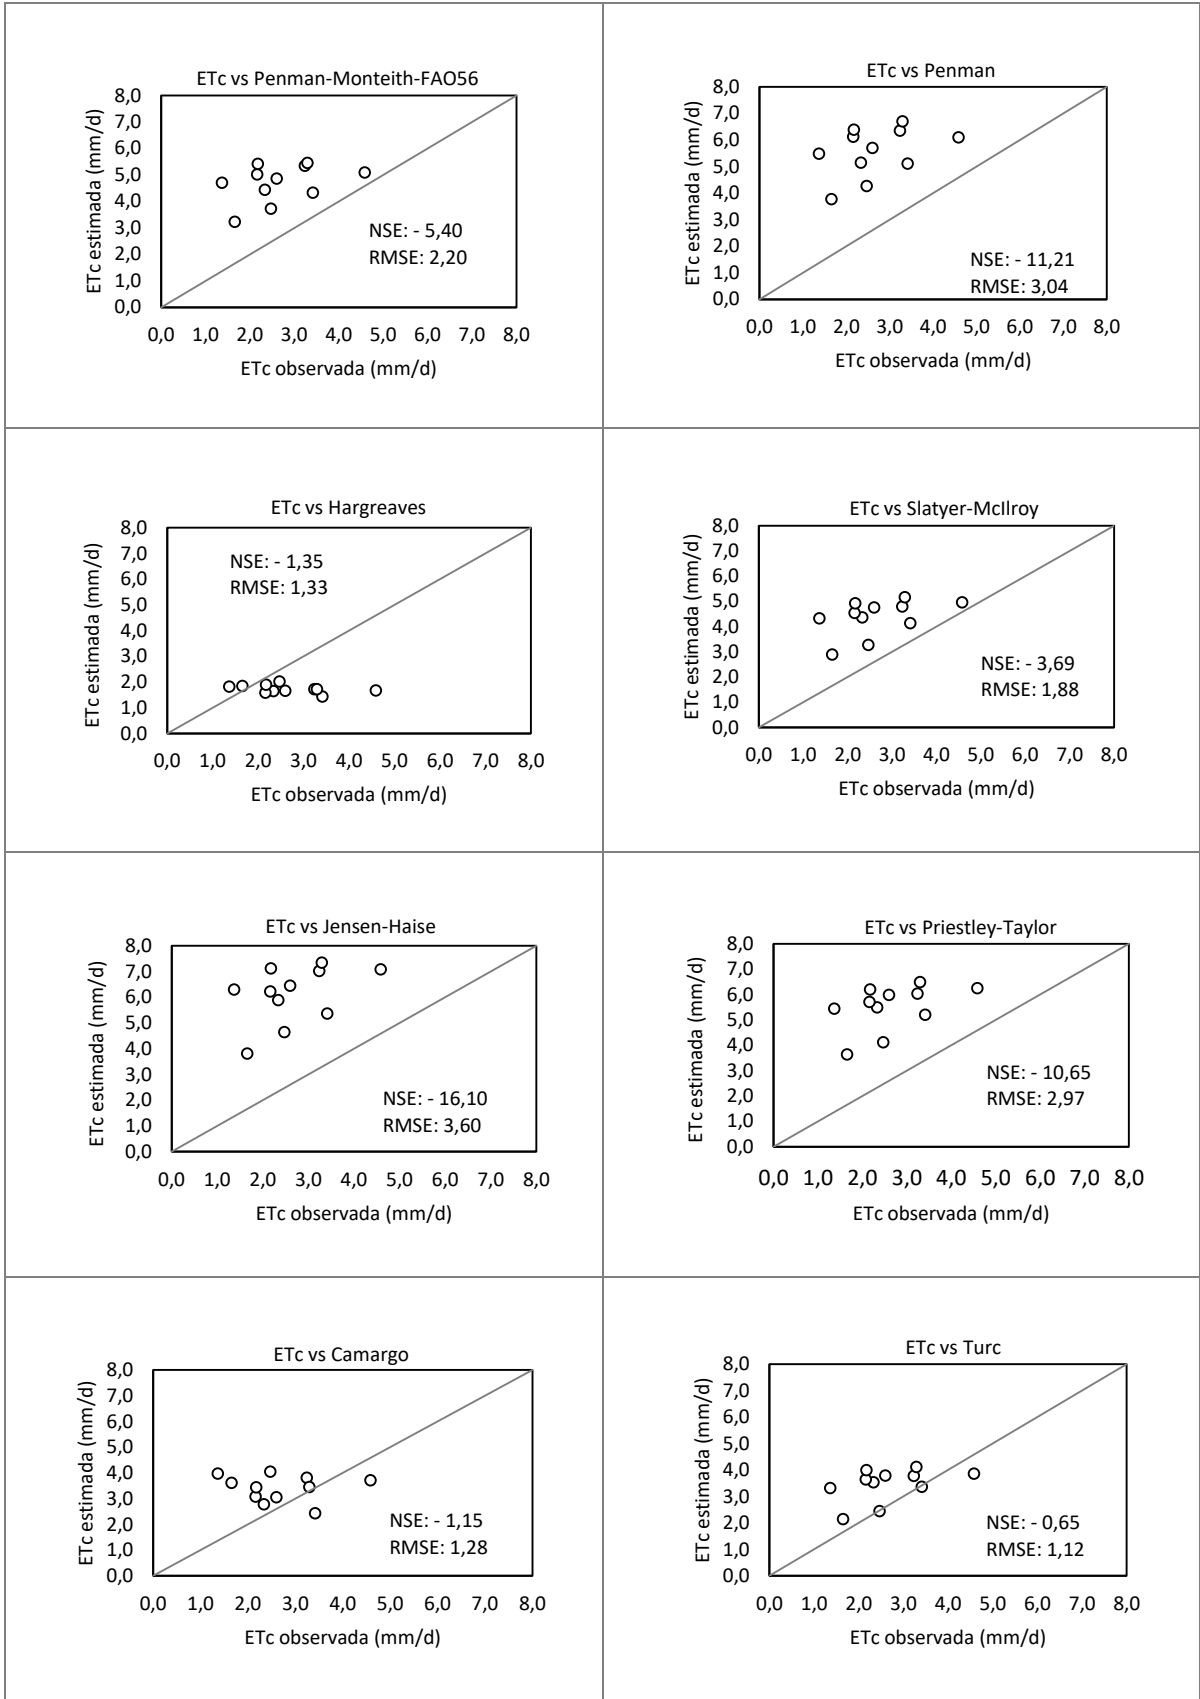 ETc vs Penman-Monteith-FAO56
8,0
7,0
6,0
5,0
4,0
3,0
2,0
1,0
0,0
ETc estimada (mm/d)
NSE: - 5,40
RMSE: 2,20
0,0 1,0 2,0 3,0 4,0 5,0 6,0 7,0 8,0
ETc observada (mm/d)
ETc vs Penman
8,0
7,0
6,0
5,0
4,0
3,0
2,0
1,0
0,0
ETc estimada (mm/d)
NSE: - 11,21
RMSE: 3,04
0,0 1,0 2,0 3,0 4,0 5,0 6,0 7,0 8,0
ETc observada (mm/d)
ETc vs Hargreaves
8,0
7,0
6,0
5,0
4,0
3,0
2,0
1,0
0,0
ETc estimada (mm/d)
NSE: - 1,35
RMSE: 1,33
0,0 1,0 2,0 3,0 4,0 5,0 6,0 7,0 8,0
ETc observada (mm/d)
ETc vs Slatyer-McIlroy
8,0
7,0
6,0
5,0
4,0
3,0
2,0
1,0
0,0
ETc estimada (mm/d)
NSE: - 3,69
RMSE: 1,88
0,0 1,0 2,0 3,0 4,0 5,0 6,0 7,0 8,0
ETc observada (mm/d)
ETc vs Jensen-Haise
8,0
7,0
6,0
5,0
4,0
3,0
2,0
1,0
0,0
ETc estimada (mm/d)
NSE: - 16,10
RMSE: 3,60
0,0 1,0 2,0 3,0 4,0 5,0 6,0 7,0 8,0
ETc observada (mm/d)
ETc vs Priestley-Taylor
8,0
7,0
6,0
5,0
4,0
3,0
2,0
1,0
0,0
ETc estimada (mm/d)
NSE: - 10,65
RMSE: 2,97
0,0 1,0 2,0 3,0 4,0 5,0 6,0 7,0 8,0
ETc observada (mm/d)
ETc vs Camargo
8,0
7,0
6,0
5,0
4,0
3,0
2,0
1,0
0,0
ETc estimada (mm/d)
NSE: - 1,15
RMSE: 1,28
0,0 1,0 2,0 3,0 4,0 5,0 6,0 7,0 8,0
ETc observada (mm/d)
ETc vs Turc
8,0
7,0
6,0
5,0
4,0
3,0
2,0
1,0
0,0
ETc estimada (mm/d)
NSE: - 0,65
RMSE: 1,12
0,0 1,0 2,0 3,0 4,0 5,0 6,0 7,0 8,0
ETc observada (mm/d)